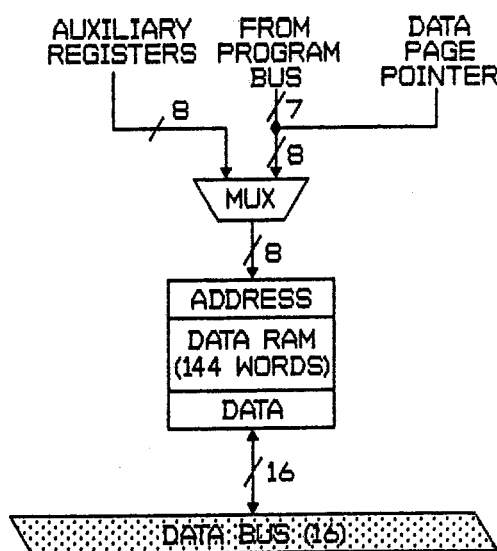 AUXILIARY
REGISTERS
FROM
PROGRAM
BUS
DATA
PAGE
POINTER
8
7
8
MUX
8
ADDRESS
DATA RAM
(144 WORDS)
DATA
16
DATA BUS (16)